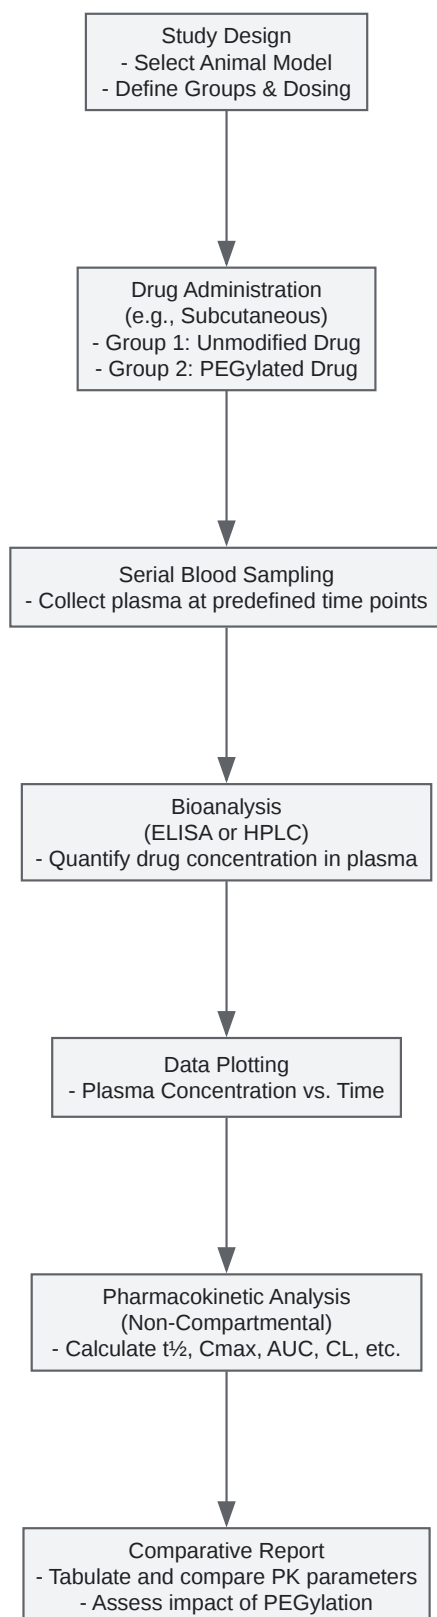 Study Design
- Select Animal Model
- Define Groups & Dosing
Drug Administration
(e.g., Subcutaneous)
- Group 1: Unmodified Drug
- Group 2: PEGylated Drug
Serial Blood Sampling
- Collect plasma at predefined time points
Bioanalysis
(ELISA or HPLC)
- Quantify drug concentration in plasma
Data Plotting
- Plasma Concentration vs. Time
Pharmacokinetic Analysis
(Non-Compartmental)
- Calculate t½, Cmax, AUC, CL, etc.
Comparative Report
- Tabulate and compare PK parameters
- Assess impact of PEGylation